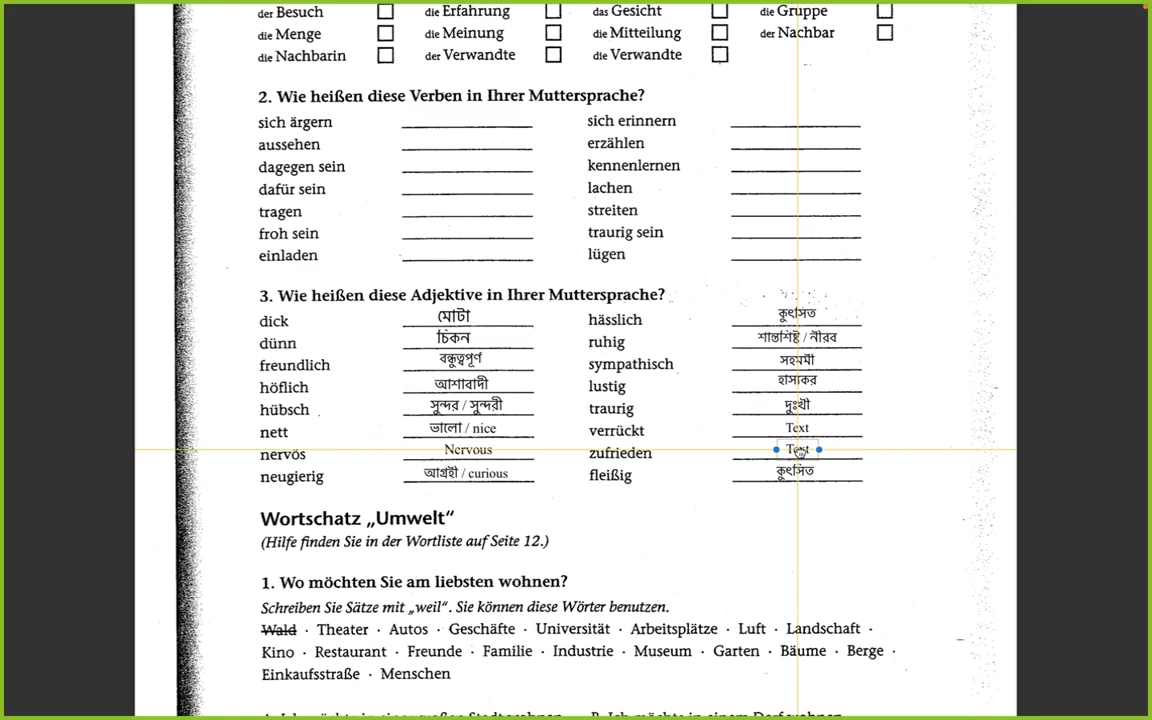 der Besuch die Erfahrung das Gesicht die Gruppe
die Menge die Meinung die Mitteilung der Nachbar
die Nachbarin der Verwandte die Verwandte
2. Wie heißen diese Verben in Ihrer Muttersprache?
sich ärgern sich erinnern
aussehen erzählen
dagegen sein kennenlernen
dafür sein lachen
tragen streiten
froh sein traurig sein
einladen lügen
3. Wie heißen diese Adjektive in Ihrer Muttersprache?
dick মোটা hässlich কুৎসিত
dünn চিকন ruhig শান্তশিষ্ট / নীরব
freundlich বন্ধুত্বপূর্ণ sympathisch সহমর্মী
höflich আশাবাদী lustig হাস্যকর
hübsch সুন্দর / সুন্দরী traurig দুঃখী
nett ভালো / nice verrückt Text
nervös Nervous zufrieden Text
neugierig আগ্রহী / curious fleißig কুৎসিত
Wortschatz „Umwelt“
(Hilfe finden Sie in der Wortliste auf Seite 12.)
1. Wo möchten Sie am liebsten wohnen?
Schreiben Sie Sätze mit „weil“. Sie können diese Wörter benutzen.
Wald · Theater · Autos · Geschäfte · Universität · Arbeitsplätze · Luft · Landschaft ·
Kino · Restaurant · Freunde · Familie · Industrie · Museum · Garten · Bäume · Berge ·
Einkaufsstraße · Menschen